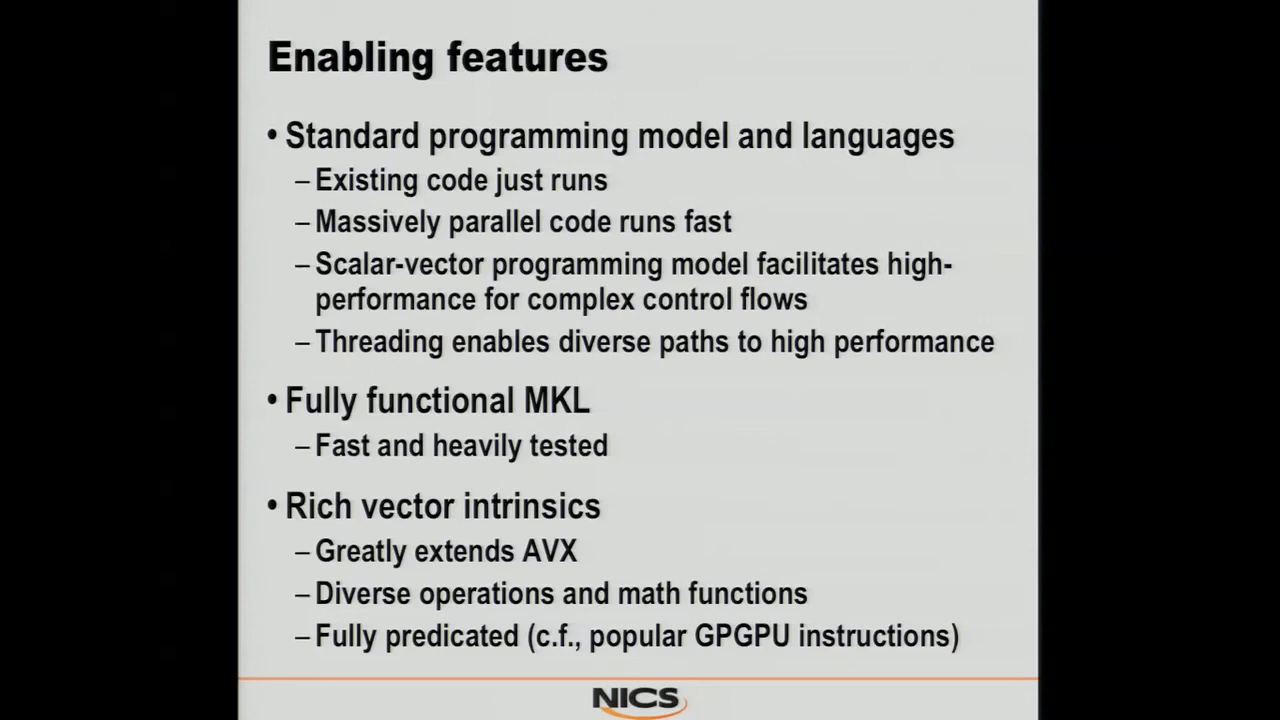 Enabling features
• Standard programming model and languages
– Existing code just runs
– Massively parallel code runs fast
– Scalar-vector programming model facilitates high-
performance for complex control flows
– Threading enables diverse paths to high performance
• Fully functional MKL
– Fast and heavily tested
• Rich vector intrinsics
– Greatly extends AVX
– Diverse operations and math functions
– Fully predicated (c.f., popular GPGPU instructions)
NICS